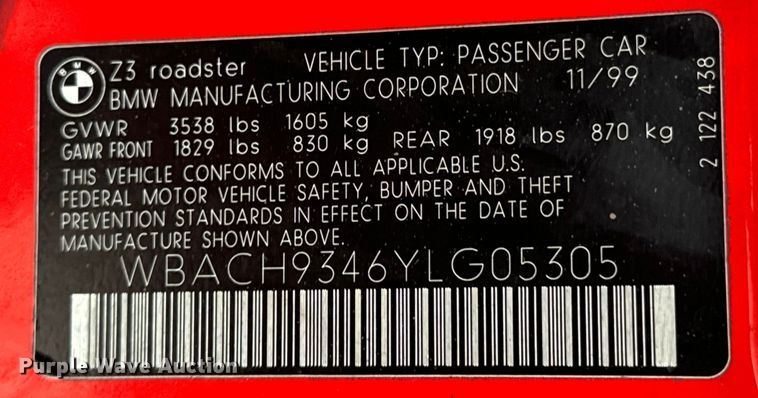 BMW
Z3 roadster VEHICLE TYP: PASSENGER CAR
BMW MANUFACTURING CORPORATION 11/99
GVWR 3538 lbs 1605 kg
GAWR FRONT 1829 lbs 830 kg REAR 1918 lbs 870 kg
THIS VEHICLE CONFORMS TO ALL APPLICABLE U.S.
FEDERAL MOTOR VEHICLE SAFETY, BUMPER AND THEFT
PREVENTION STANDARDS IN EFFECT ON THE DATE OF
MANUFACTURE SHOWN ABOVE.
WBACH9346YLG05305
2 122 438
Purple Wave Auction